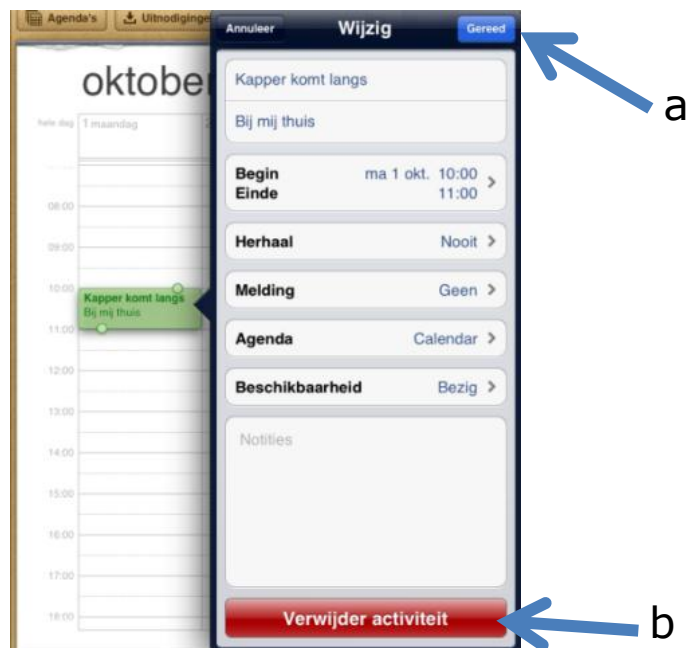 Agenda's
Uitnodiginge
Annuleer
Wijzig
Gereed
a
oktober
hele dag
1 maandag
Kapper komt langs
Bij mij thuis
Begin ma 1 okt. 10:00
Einde 11:00
Herhaal Nooit
Melding Geen
Agenda Calendar
Beschikbaarheid Bezig
Notities
08:00
09:00
10:00
Kapper komt langs
Bij mij thuis
11:00
12:00
13:00
14:00
15:00
16:00
17:00
18:00
Verwijder activiteit
b